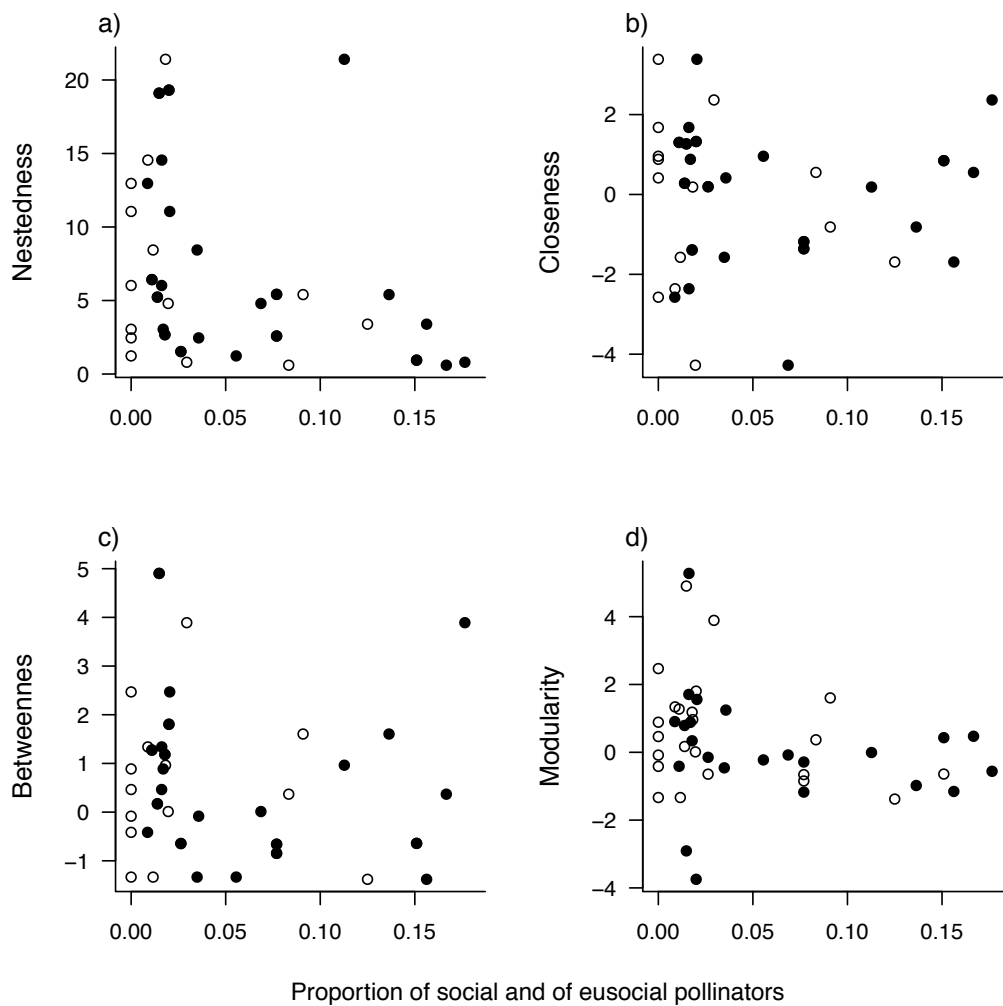 a)
Nestedness
20
15
10
5
0
0.00 0.05 0.10 0.15
b)
Closeness
2
0
−2
−4
0.00 0.05 0.10 0.15
c)
Betweennes
5
4
3
2
1
0
−1
0.00 0.05 0.10 0.15
d)
Modularity
4
2
0
−2
−4
0.00 0.05 0.10 0.15
Proportion of social and of eusocial pollinators